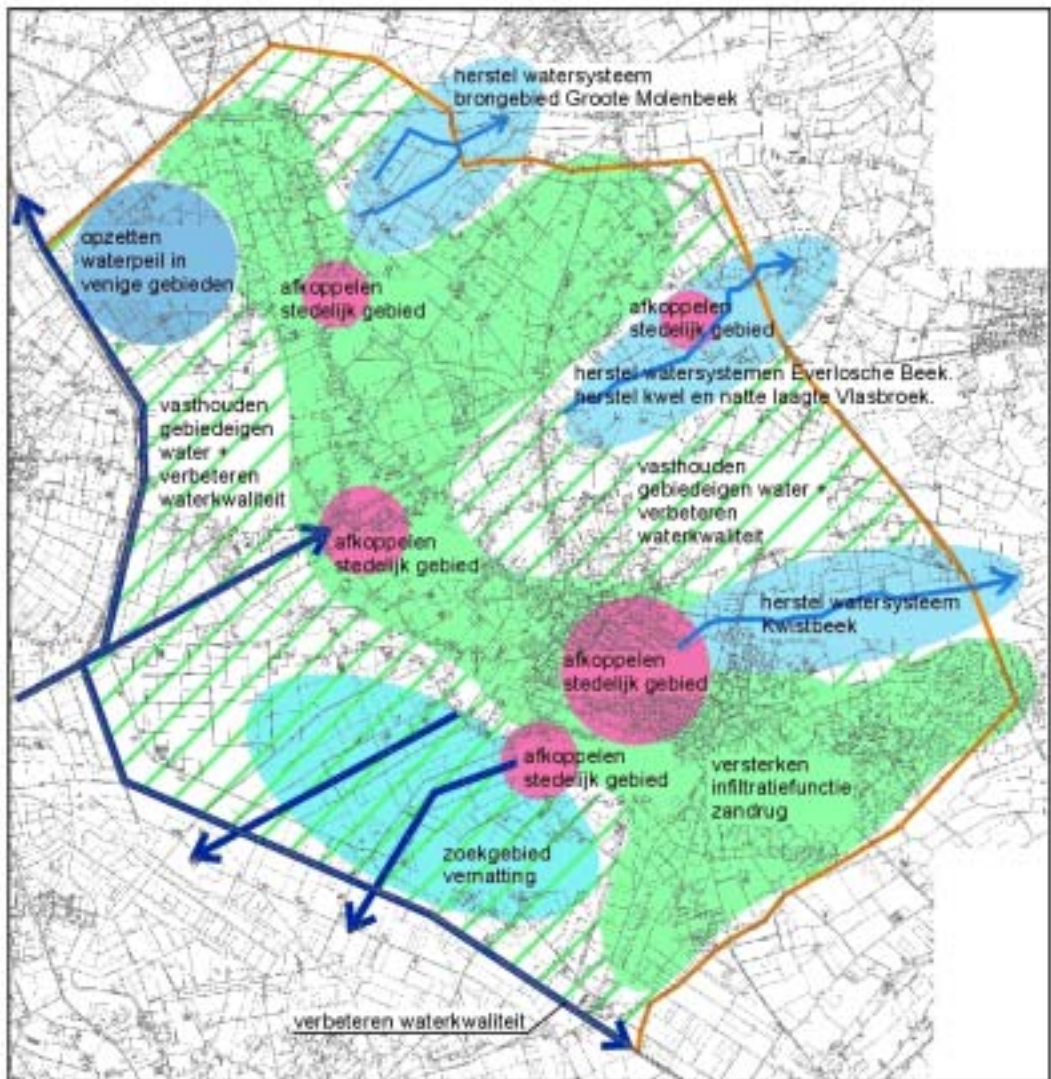 herstel watersysteem
brongebied Groote Molenbeek
opzetten
waterpeil in
venige gebieden
afkoppelen
stedelijk gebied
afkoppelen
stedelijk gebied
herstel watersystemen Everlosche Beek.
herstel kwel en natte laagte Vlasbroek.
vasthouden
gebiedeigen
water +
verbeteren
waterkwaliteit
vasthouden
gebiedeigen water +
verbeteren
waterkwaliteit
afkoppelen
stedelijk gebied
herstel watersysteem
Kwistbeek
afkoppelen
stedelijk gebied
afkoppelen
stedelijk gebied
versterken
infiltratiefunctie
zandrug
zoekgebied
vernatting
verbeteren waterkwaliteit